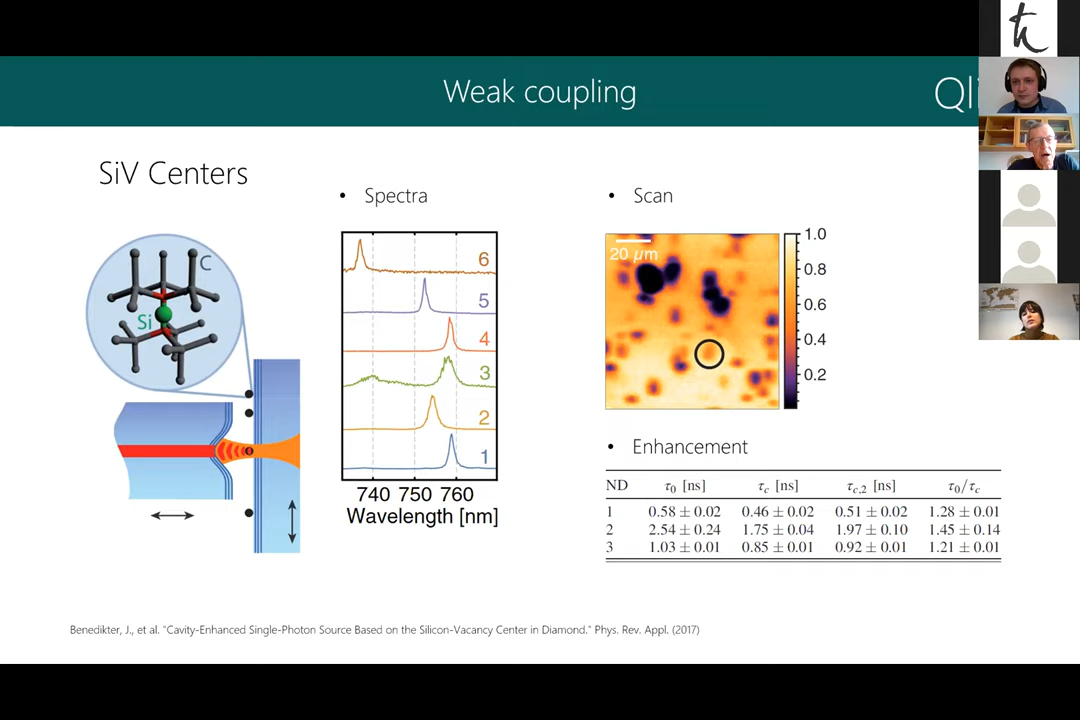 Weak coupling
Qli
SiV Centers
• Spectra
• Scan
C
Si
6
5
4
3
2
1
740 750 760
Wavelength [nm]
20 µm
1.0
0.8
0.6
0.4
0.2
• Enhancement
ND τ0 [ns] τc [ns] τc,2 [ns] τ0/τc
1 0.58 ± 0.02 0.46 ± 0.02 0.51 ± 0.02 1.28 ± 0.01
2 2.54 ± 0.24 1.75 ± 0.04 1.97 ± 0.10 1.45 ± 0.14
3 1.03 ± 0.01 0.85 ± 0.01 0.92 ± 0.01 1.21 ± 0.01
Benedikter, J., et al. "Cavity-Enhanced Single-Photon Source Based on the Silicon-Vacancy Center in Diamond." Phys. Rev. Appl. (2017)